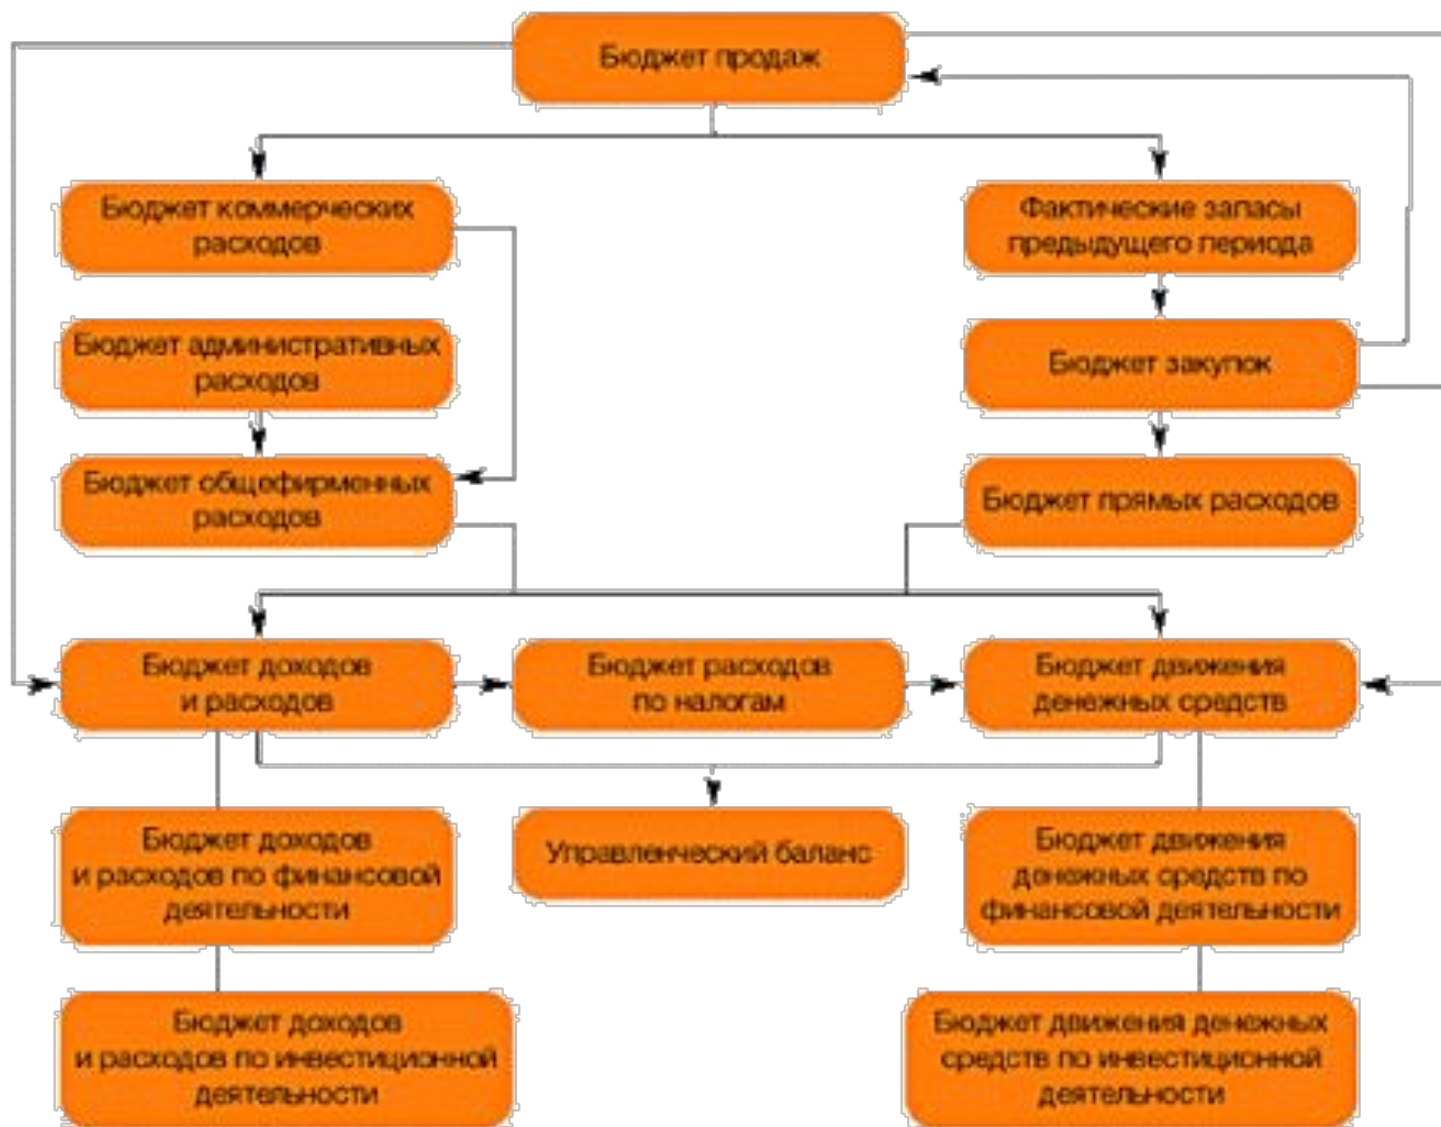 Бюджет продаж
Бюджет коммерческих
расходов
Фактические запасы
предыдущего периода
Бюджет административных
расходов
Бюджет закупок
Бюджет общефирменных
расходов
Бюджет прямых расходов
Бюджет доходов
и расходов
Бюджет расходов
по налогам
Бюджет движения
денежных средств
Бюджет доходов
и расходов по финансовой
деятельности
Управленческий баланс
Бюджет движения
денежных средств по
финансовой деятельности
Бюджет доходов
и расходов по инвестиционной
деятельности
Бюджет движения денежных
средств по инвестиционной
деятельности